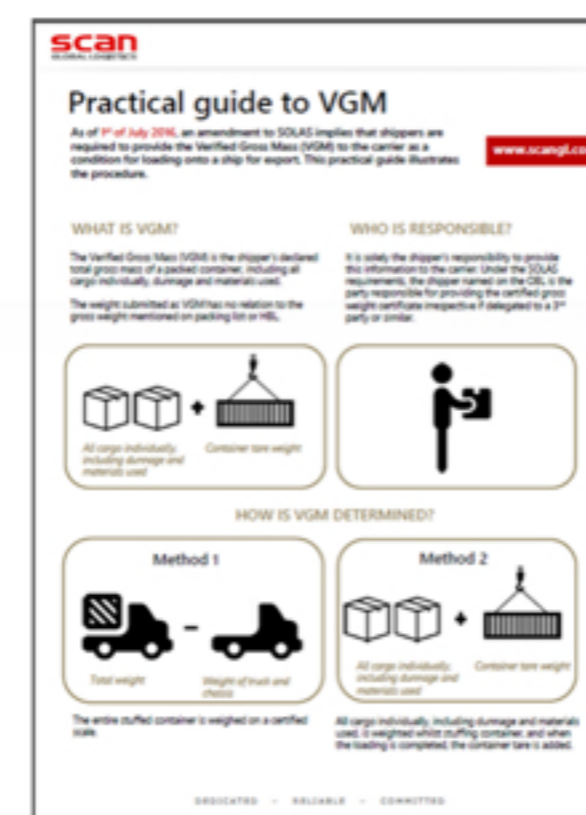 scan
GLOBAL LOGISTICS
Practical guide to VGM
As of 1st of July 2016, an amendment to SOLAS implies that shippers are
required to provide the Verified Gross Mass (VGM) to the carrier as a
condition for loading onto a ship for export. This practical guide illustrates
the procedure.
www.scangl.co
WHAT IS VGM?
The Verified Gross Mass (VGM) is the shipper's declared
total gross mass of a packed container, including all
cargo individually, dunnage and materials used.
The weight submitted as VGM has no relation to the
gross weight mentioned on packing list or HBL.
WHO IS RESPONSIBLE?
It is solely the shipper's responsibility to provide
this information to the carrier. Under the SOLAS
requirements, the shipper named on the OBL is the
party responsible for providing the certified gross
weight certificate irrespective if delegated to a 3rd
party or similar.
All cargo individually,
including dunnage and
materials used
+
Container tare weight
HOW IS VGM DETERMINED?
Method 1
-
Total weight
Weight of truck and
chassis
The entire stuffed container is weighed on a certified
scale.
Method 2
+
All cargo individually,
including dunnage and
materials used
Container tare weight
All cargo individually, including dunnage and materials
used, is weighted whilst stuffing container, and when
the loading is completed, the container tare is added.
DEDICATED - RELIABLE - COMMITTED